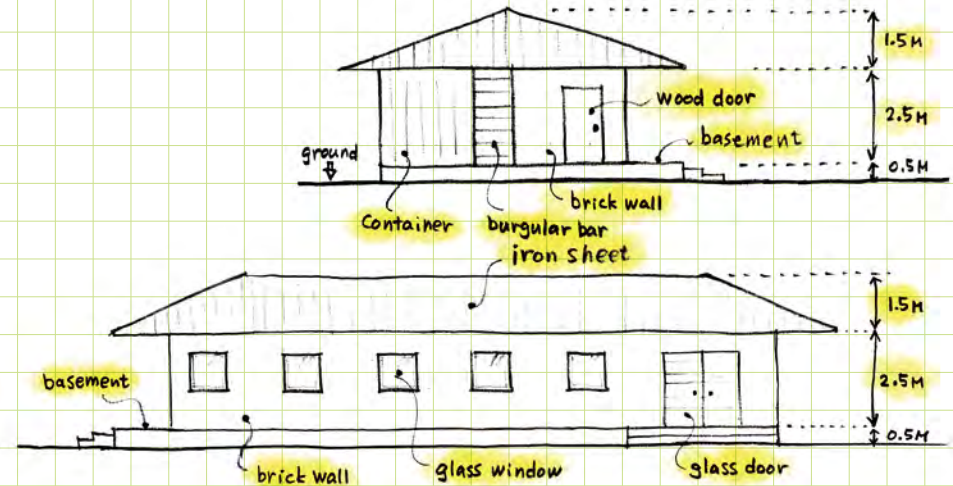 1.5M
wood door
2.5M
basement
ground
0.5M
brick wall
Container
burgular bar
iron sheet
1.5M
basement
2.5M
0.5M
brick wall
glass window
glass door